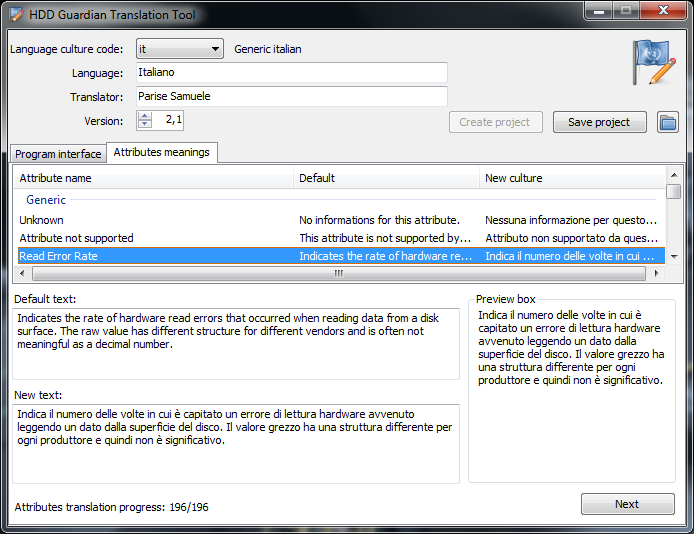 HDD Guardian Translation Tool
Language culture code: it Generic italian
Language: Italiano
Translator: Parise Samuele
Version: 2,1
Create project Save project
Program interface Attributes meanings
Attribute name Default New culture
Generic
Unknown No informations for this attribute. Nessuna informazione per questo...
Attribute not supported This attribute is not supported by... Attributo non supportato da ques...
Read Error Rate Indicates the rate of hardware re... Indica il numero delle volte in cui ...
Default text:
Indicates the rate of hardware read errors that occurred when reading data from a disk
surface. The raw value has different structure for different vendors and is often not
meaningful as a decimal number.
New text:
Indica il numero delle volte in cui è capitato un errore di lettura hardware avvenuto
leggendo un dato dalla superficie del disco. Il valore grezzo ha una struttura differente per
ogni produttore e quindi non è significativo.
Preview box
Indica il numero delle volte in cui è
capitato un errore di lettura hardware
avvenuto leggendo un dato dalla
superficie del disco. Il valore grezzo ha
una struttura differente per ogni
produttore e quindi non è significativo.
Attributes translation progress: 196/196
Next